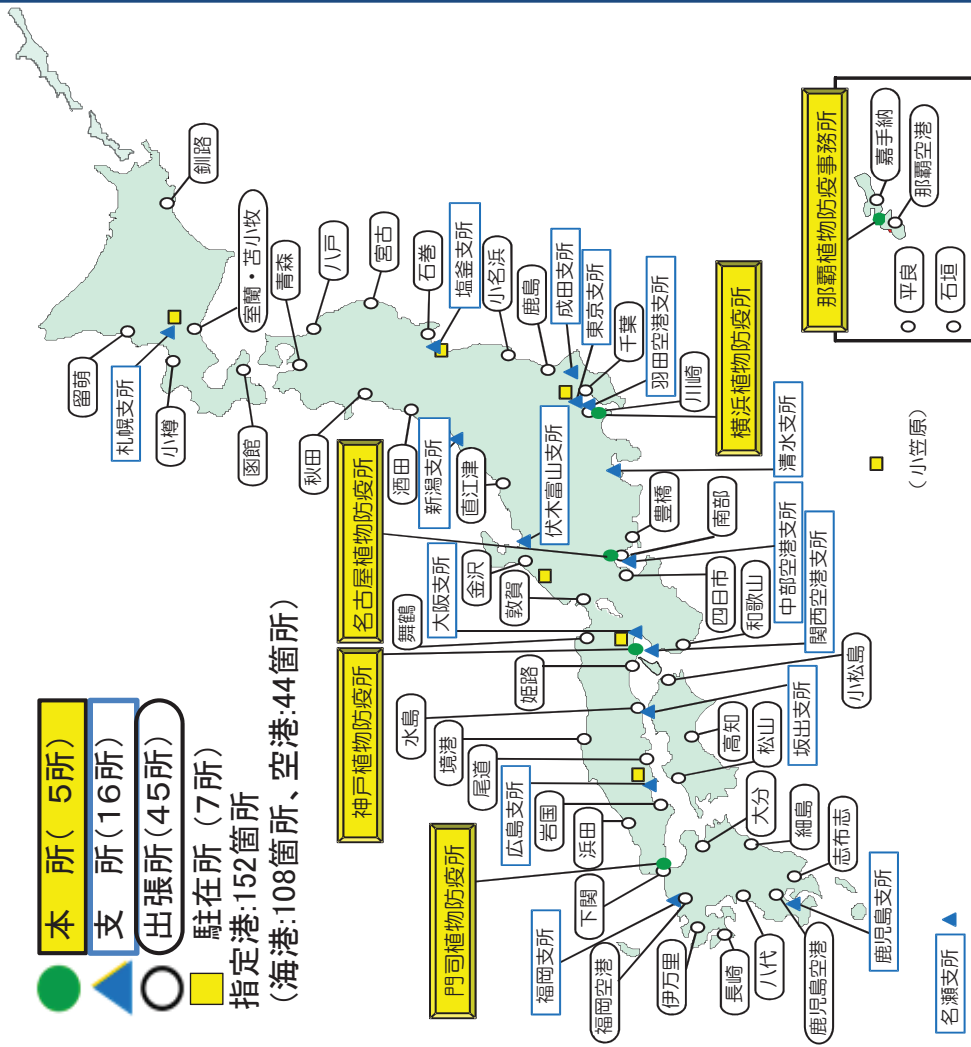 本　所( 5所)
支　所(16所)
出張所(45所)
駐在所 (7所)
指定港:152箇所
(海港:108箇所、空港:44箇所)
留萌
札幌支所
小樽
函館
釧路
室蘭・苫小牧
青森
八戸
宮古
石巻
塩釜支所
小名浜
鹿島
成田支所
東京支所
千葉
羽田空港支所
川崎
横浜植物防疫所
秋田
酒田
新潟支所
直江津
伏木富山支所
名古屋植物防疫所
金沢
敦賀
大阪支所
舞鶴
神戸植物防疫所
姫路
水島
境港
尾道
広島支所
岩国
浜田
門司植物防疫所
下関
福岡支所
福岡空港
伊万里
長崎
八代
鹿児島空港
鹿児島支所
名瀬支所
志布志
細島
大分
坂出支所
松山
高知
小松島
関西空港支所
中部空港支所
和歌山
四日市
南部
豊橋
清水支所
(小笠原)
那覇植物防疫事務所
嘉手納
那覇空港
平良
石垣